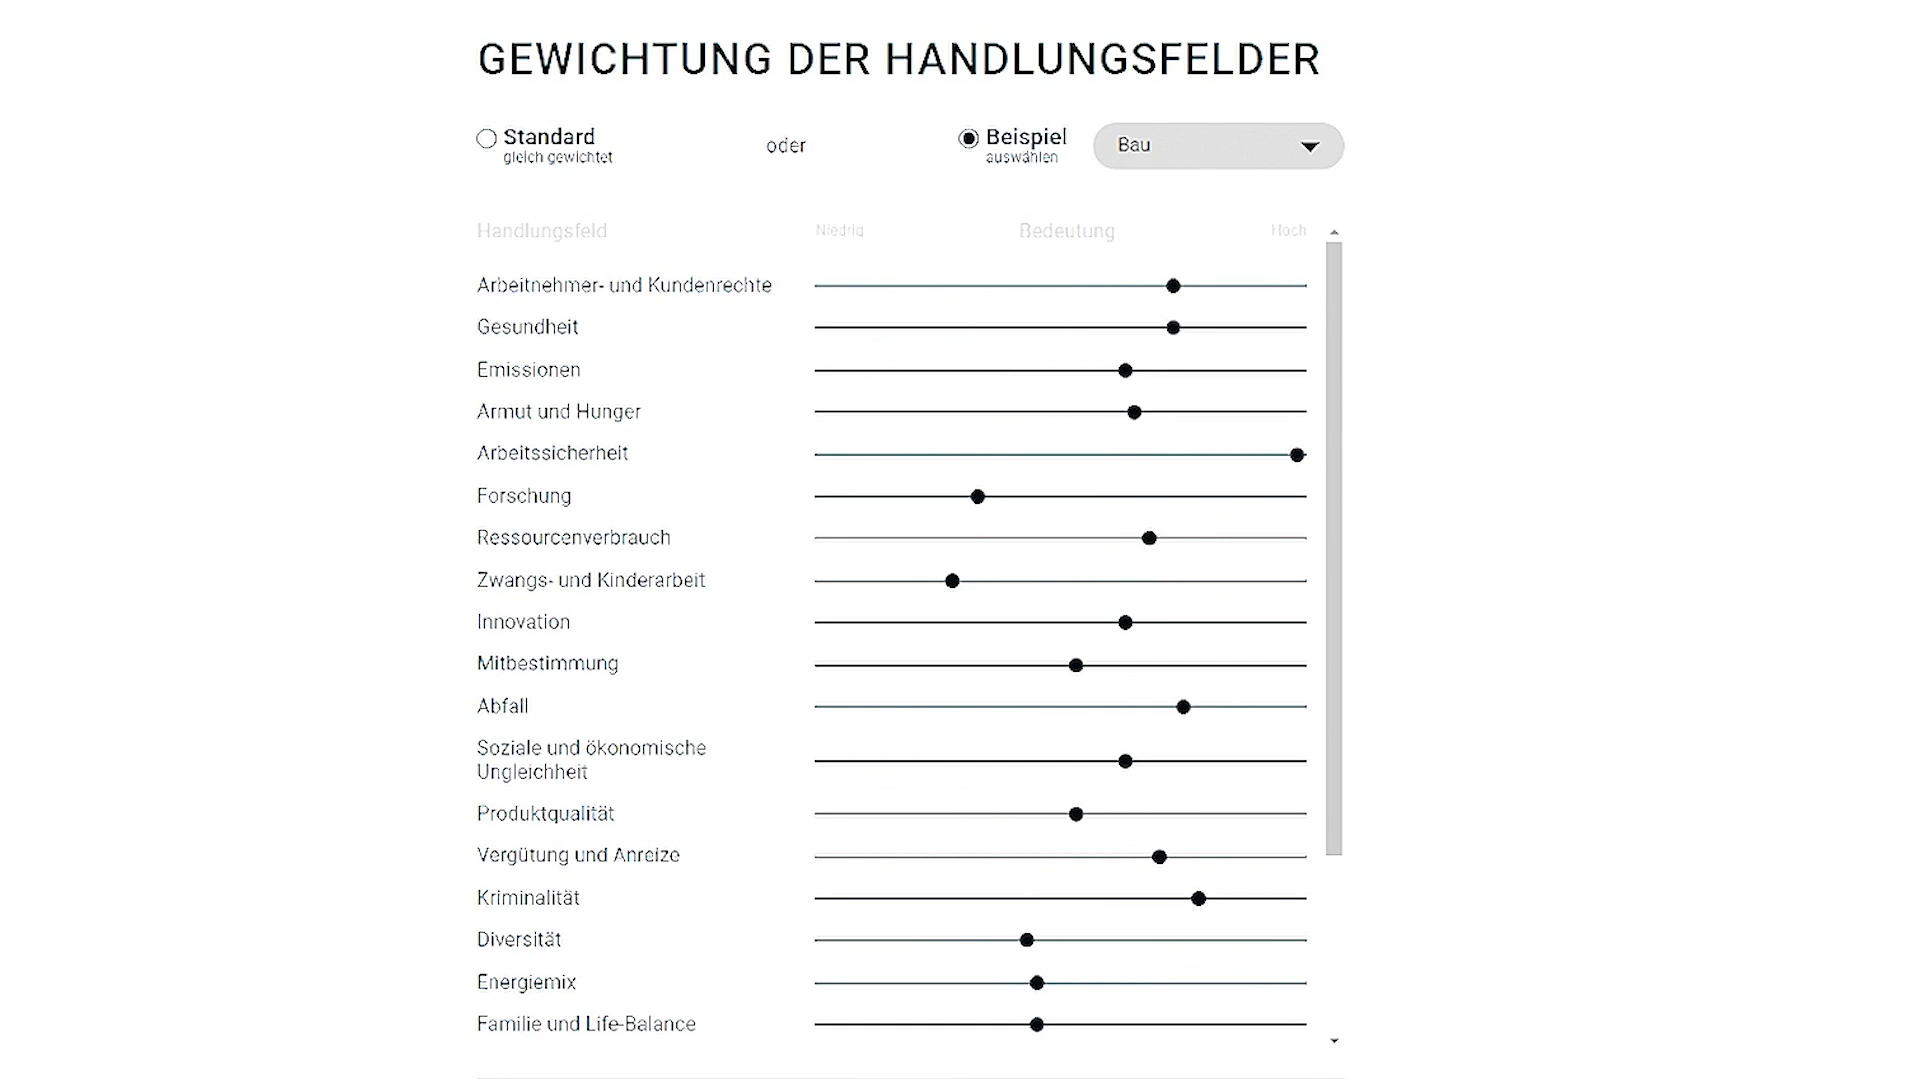 GEWICHTUNG DER HANDLUNGSFELDER
Standard
gleich gewichtet
oder
Beispiel
auswählen
Bau
Handlungsfeld Niedrig Bedeutung Hoch
Arbeitnehmer- und Kundenrechte
Gesundheit
Emissionen
Armut und Hunger
Arbeitssicherheit
Forschung
Ressourcenverbrauch
Zwangs- und Kinderarbeit
Innovation
Mitbestimmung
Abfall
Soziale und ökonomische
Ungleichheit
Produktqualität
Vergütung und Anreize
Kriminalität
Diversität
Energiemix
Familie und Life-Balance